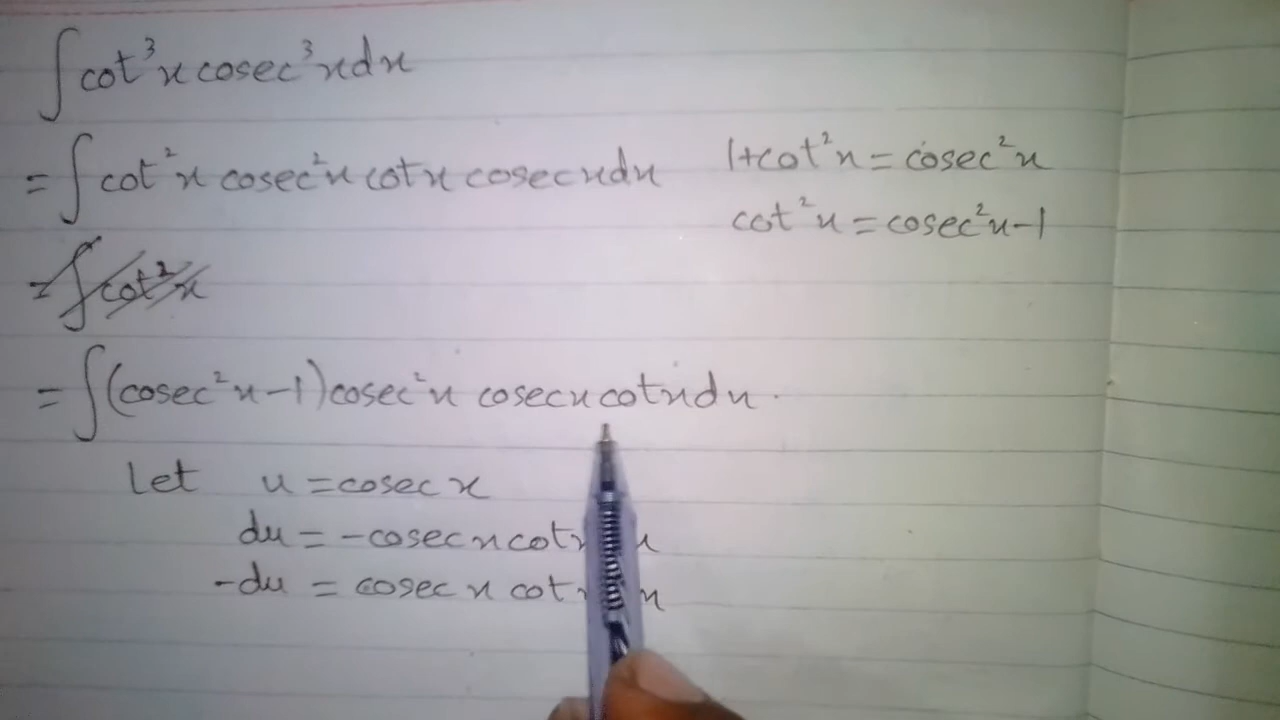 ∫cot³x cosec³x dx
= ∫cot²x cosec²x cotx cosecx dx
1+cot²x = cosec²x
cot²x = cosec²x-1
= ∫cot²x
= ∫(cosec²x-1)cosec²x cosecx cotx dx.
Let u = cosec x
du = -cosec x cot
-du = cosec x cot